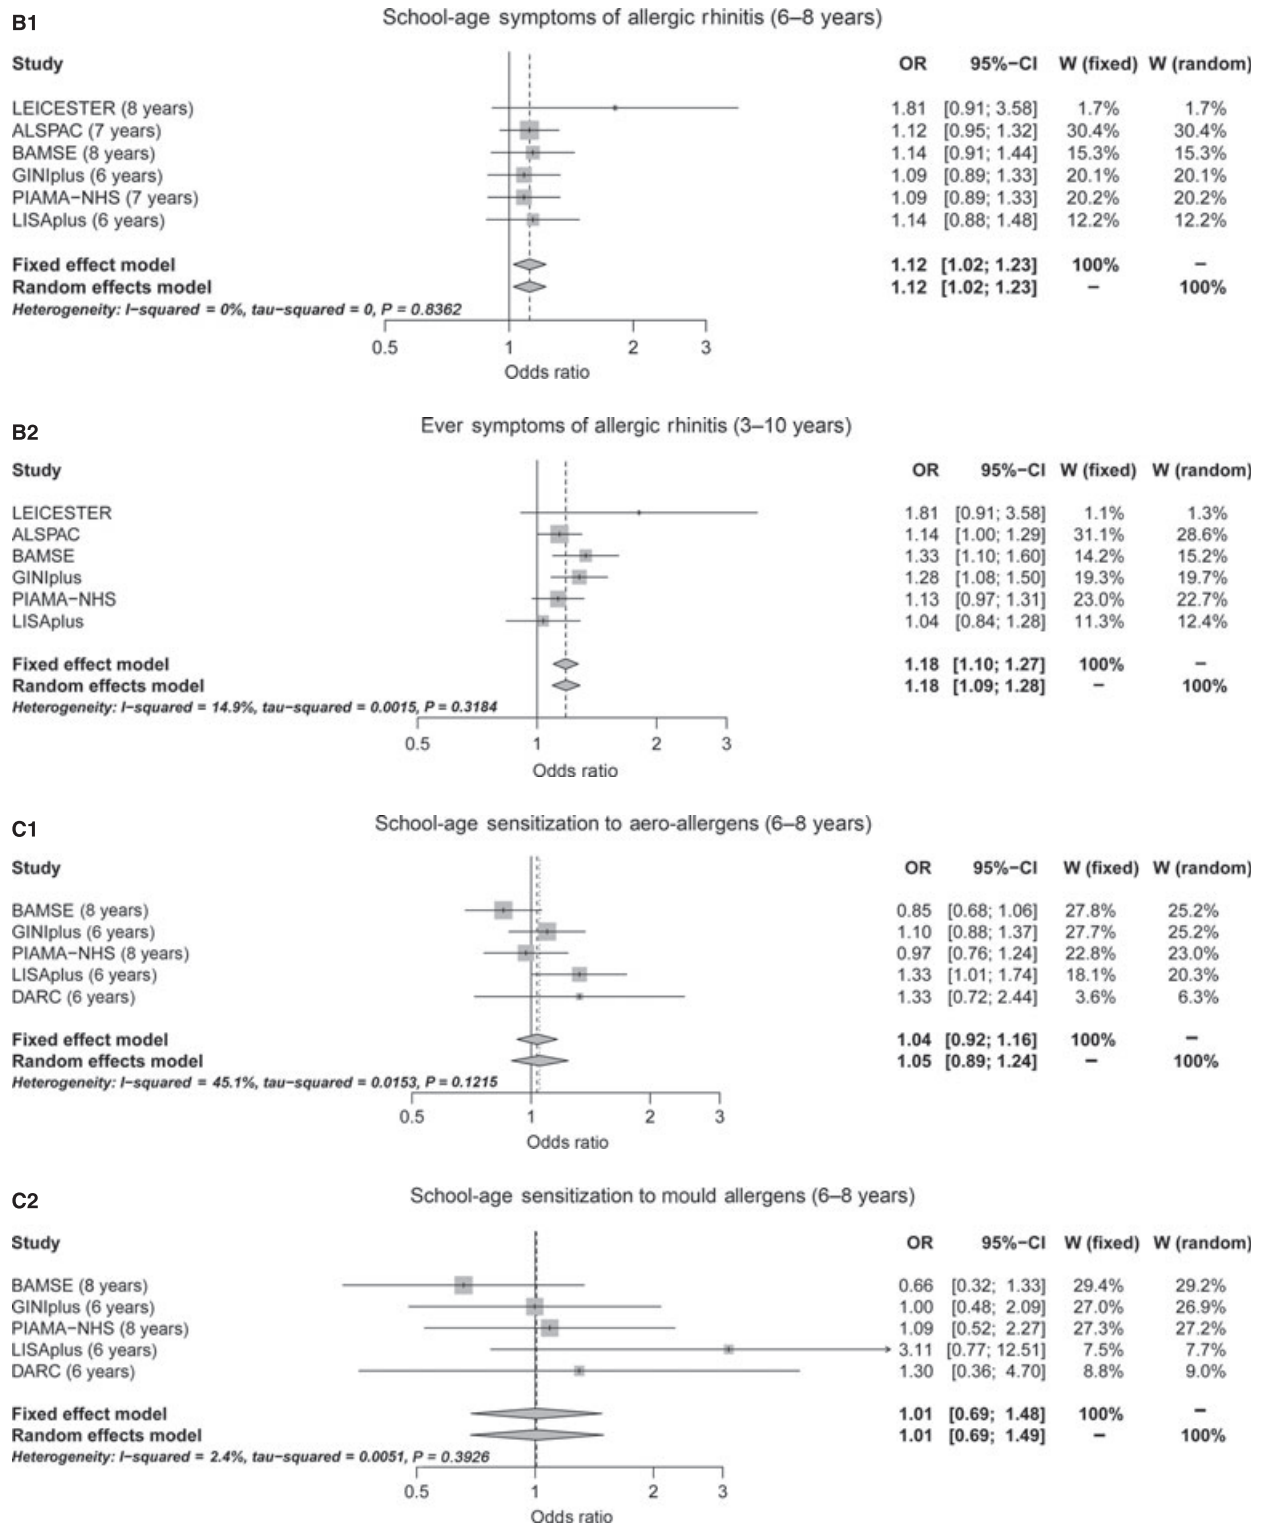 B1
School-age symptoms of allergic rhinitis (6–8 years)
Study OR 95%−CI W (fixed) W (random)
LEICESTER (8 years) 1.81 [0.91; 3.58] 1.7% 1.7%
ALSPAC (7 years) 1.12 [0.95; 1.32] 30.4% 30.4%
BAMSE (8 years) 1.14 [0.91; 1.44] 15.3% 15.3%
GINIplus (6 years) 1.09 [0.89; 1.33] 20.1% 20.1%
PIAMA−NHS (7 years) 1.09 [0.89; 1.33] 20.2% 20.2%
LISAplus (6 years) 1.14 [0.88; 1.48] 12.2% 12.2%
Fixed effect model 1.12 [1.02; 1.23] 100% −
Random effects model 1.12 [1.02; 1.23] − 100%
Heterogeneity: I−squared = 0%, tau−squared = 0, P = 0.8362
0.5 1 2 3
Odds ratio
B2
Ever symptoms of allergic rhinitis (3–10 years)
Study OR 95%−CI W (fixed) W (random)
LEICESTER 1.81 [0.91; 3.58] 1.1% 1.3%
ALSPAC 1.14 [1.00; 1.29] 31.1% 28.6%
BAMSE 1.33 [1.10; 1.60] 14.2% 15.2%
GINIplus 1.28 [1.08; 1.50] 19.3% 19.7%
PIAMA−NHS 1.13 [0.97; 1.31] 23.0% 22.7%
LISAplus 1.04 [0.84; 1.28] 11.3% 12.4%
Fixed effect model 1.18 [1.10; 1.27] 100% −
Random effects model 1.18 [1.09; 1.28] − 100%
Heterogeneity: I−squared = 14.9%, tau−squared = 0.0015, P = 0.3184
0.5 1 2 3
Odds ratio
C1
School-age sensitization to aero-allergens (6–8 years)
Study OR 95%−CI W (fixed) W (random)
BAMSE (8 years) 0.85 [0.68; 1.06] 27.8% 25.2%
GINIplus (6 years) 1.10 [0.88; 1.37] 27.7% 25.2%
PIAMA−NHS (8 years) 0.97 [0.76; 1.24] 22.8% 23.0%
LISAplus (6 years) 1.33 [1.01; 1.74] 18.1% 20.3%
DARC (6 years) 1.33 [0.72; 2.44] 3.6% 6.3%
Fixed effect model 1.04 [0.92; 1.16] 100% −
Random effects model 1.05 [0.89; 1.24] − 100%
Heterogeneity: I−squared = 45.1%, tau−squared = 0.0153, P = 0.1215
0.5 1 2 3
Odds ratio
C2
School-age sensitization to mould allergens (6–8 years)
Study OR 95%−CI W (fixed) W (random)
BAMSE (8 years) 0.66 [0.32; 1.33] 29.4% 29.2%
GINIplus (6 years) 1.00 [0.48; 2.09] 27.0% 26.9%
PIAMA−NHS (8 years) 1.09 [0.52; 2.27] 27.3% 27.2%
LISAplus (6 years) 3.11 [0.77; 12.51] 7.5% 7.7%
DARC (6 years) 1.30 [0.36; 4.70] 8.8% 9.0%
Fixed effect model 1.01 [0.69; 1.48] 100% −
Random effects model 1.01 [0.69; 1.49] − 100%
Heterogeneity: I−squared = 2.4%, tau−squared = 0.0051, P = 0.3926
0.5 1 2 3
Odds ratio